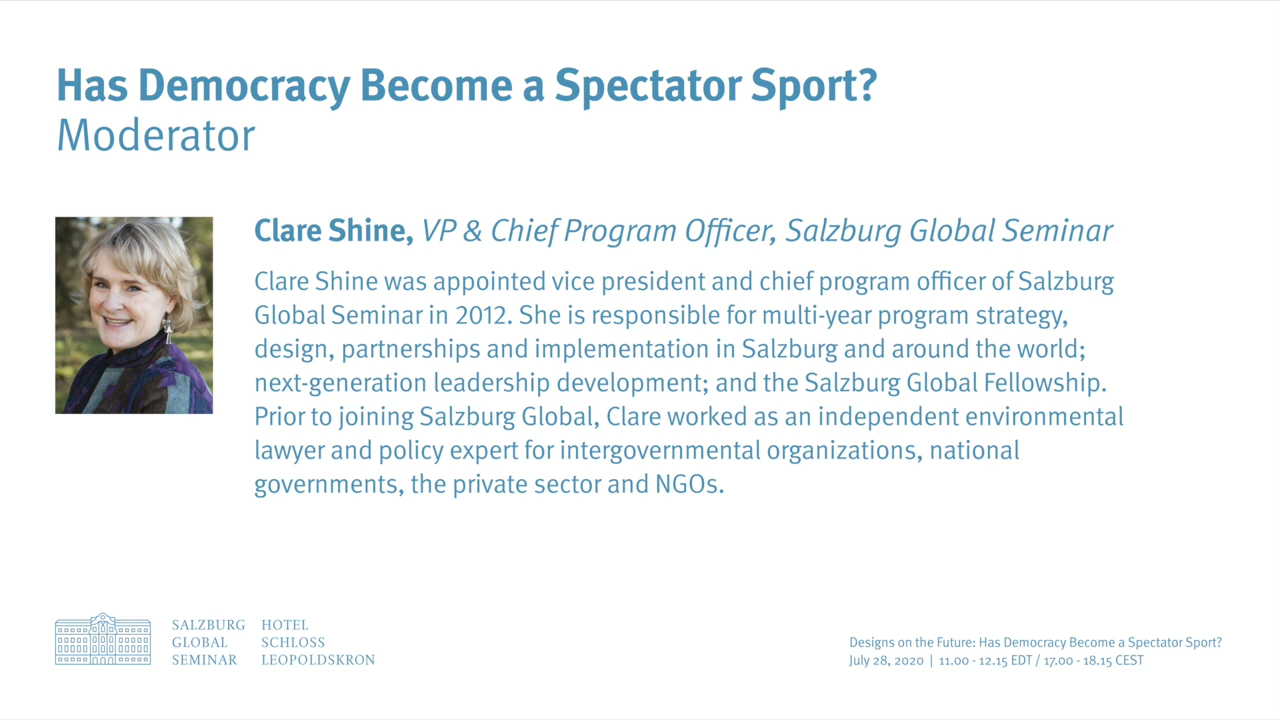 Has Democracy Become a Spectator Sport?
Moderator
Clare Shine, VP & Chief Program Officer, Salzburg Global Seminar
Clare Shine was appointed vice president and chief program officer of Salzburg
Global Seminar in 2012. She is responsible for multi-year program strategy,
design, partnerships and implementation in Salzburg and around the world;
next-generation leadership development; and the Salzburg Global Fellowship.
Prior to joining Salzburg Global, Clare worked as an independent environmental
lawyer and policy expert for intergovernmental organizations, national
governments, the private sector and NGOs.
SALZBURG
GLOBAL
SEMINAR
HOTEL
SCHLOSS
LEOPOLDSKRON
Designs on the Future: Has Democracy Become a Spectator Sport?
July 28, 2020 | 11.00 - 12.15 EDT / 17.00 - 18.15 CEST